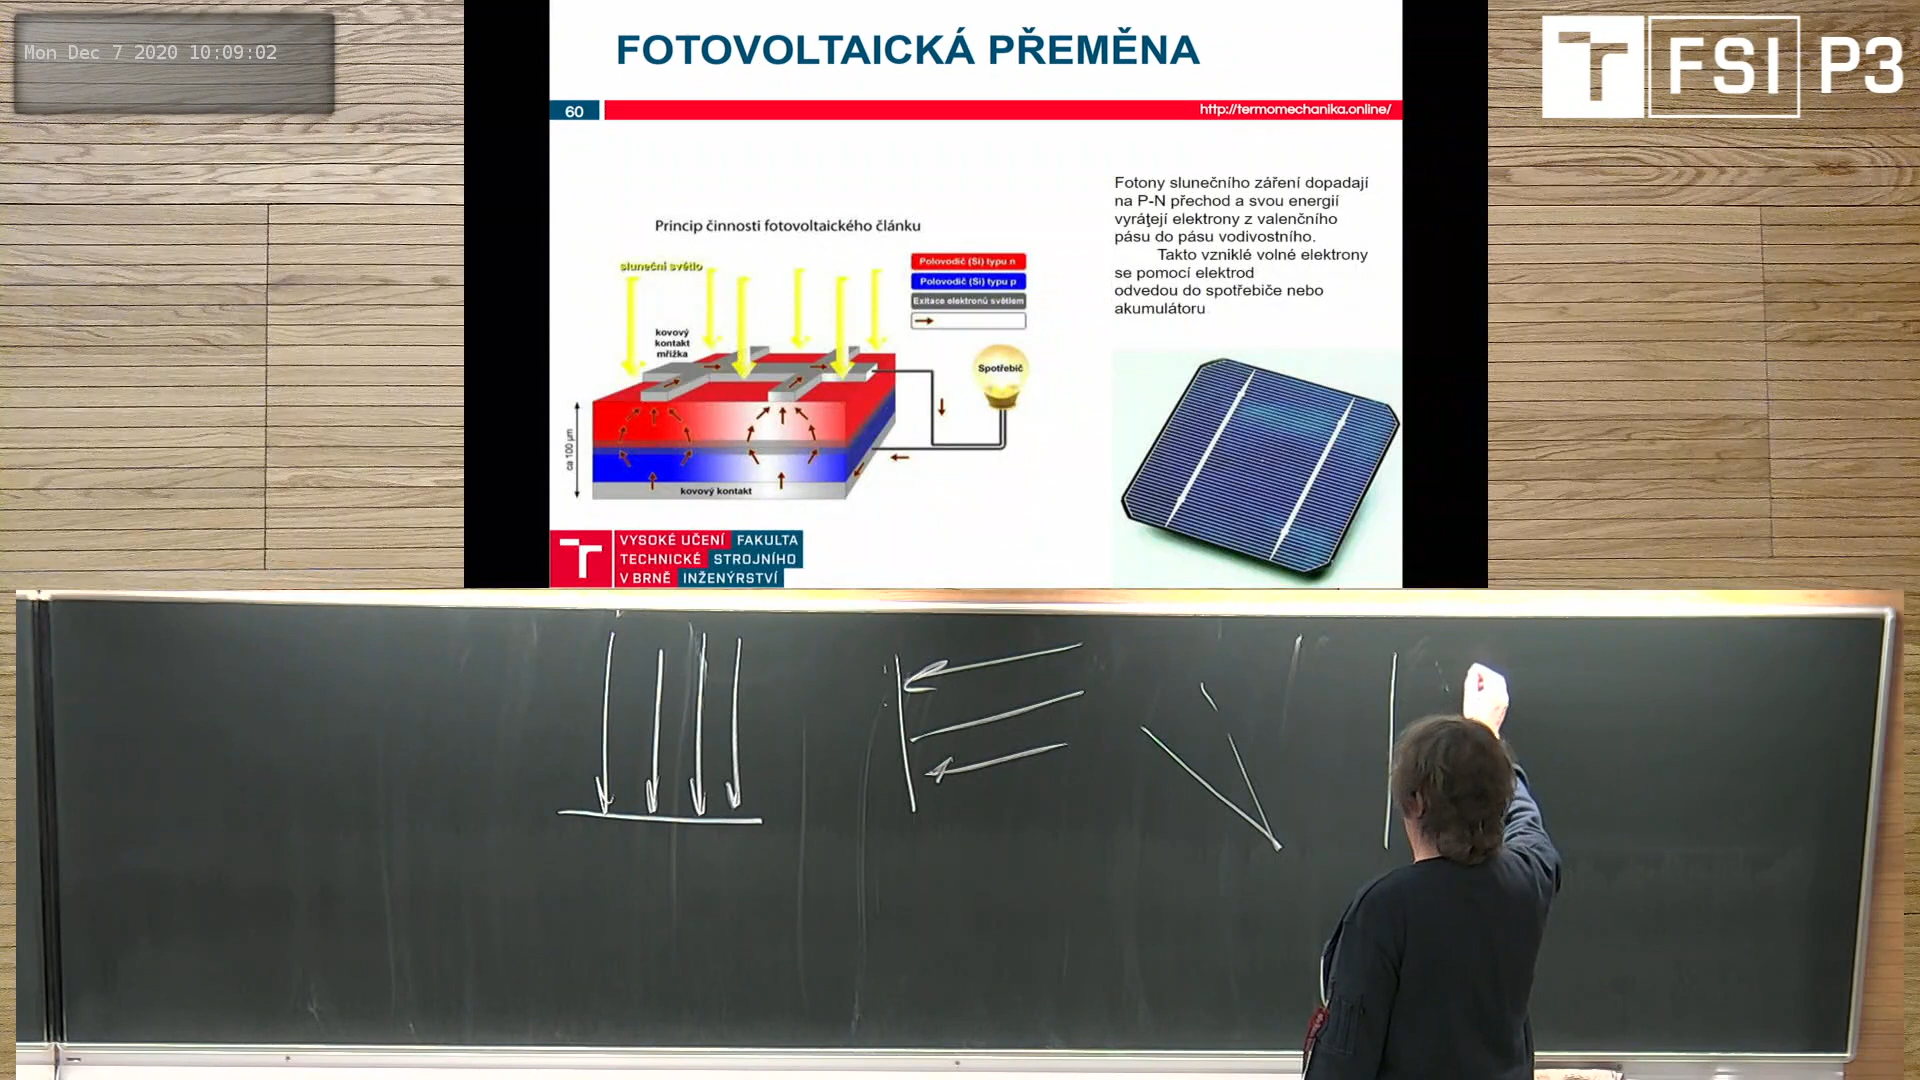 Mon Dec 7 2020 10:09:02
FSI P3
FOTOVOLTAICKÁ PŘEMĚNA
60
http://termomechanika.online/
Princip činnosti fotovoltaického článku
sluneční světlo
kovový
kontakt
mřížka
Polovodič (Si) typu n
Polovodič (Si) typu p
Exitace elektronů světlem
Spotřebič
ca 100 µm
kovový kontakt
Fotony slunečního záření dopadají
na P-N přechod a svou energií
vyrátejí elektrony z valenčního
pásu do pásu vodivostního.
Takto vzniklé volné elektrony
se pomocí elektrod
odvedou do spotřebiče nebo
akumulátoru
VYSOKÉ UČENÍ FAKULTA
TECHNICKÉ STROJNÍHO
V BRNĚ INŽENÝRSTVÍ